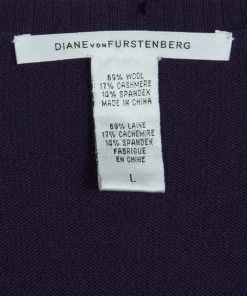 DIANE VON FURSTENBERG
69% WOOL
17% CASHMERE
14% SPANDEX
MADE IN CHINA
69% LAINE
17% CACHEMIRE
14% SPANDEX
FABRIQUE
EN CHINE
L